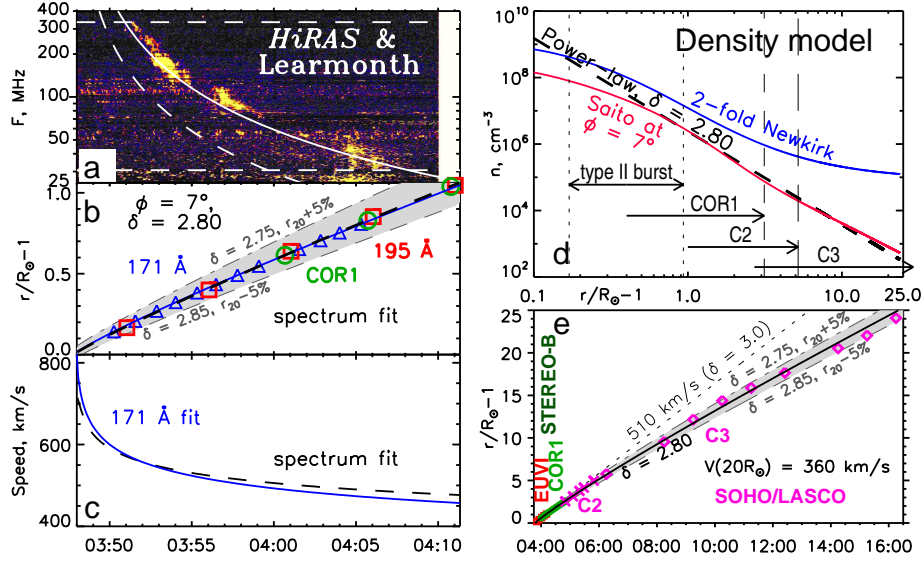 400
300
200
100
50
25
F, MHz
HiRAS &
Learmonth
a
1.0
0.5
0.0
r/R⊙−1
b
ϕ = 7°,
δ = 2.80
δ = 2.75, r20+5%
195 Å
171 Å
COR1
δ = 2.85, r20−5%
spectrum fit
800
600
400
Speed, km/s
171 Å fit
spectrum fit
c
03:50
03:55
04:00
04:05
04:10
10^10
10^8
10^6
10^4
10^2
n, cm^−3
Density model
Power−law, δ = 2.80
2−fold Newkirk
Saito at
ϕ = 7°
type II burst
COR1
C2
C3
d
0.1
r/R⊙−1
1.0
10.0
25.0
e
25
20
15
10
5
0
r/R⊙−1
EUVI
COR1 STEREO-B
510 km/s (δ = 3.0)
δ = 2.75, r20+5%
δ = 2.85, r20−5%
C3
δ = 2.80
C2
V(20R⊙) = 360 km/s
SOHO/LASCO
04:00
06:00
08:00
10:00
12:00
14:00
16:00